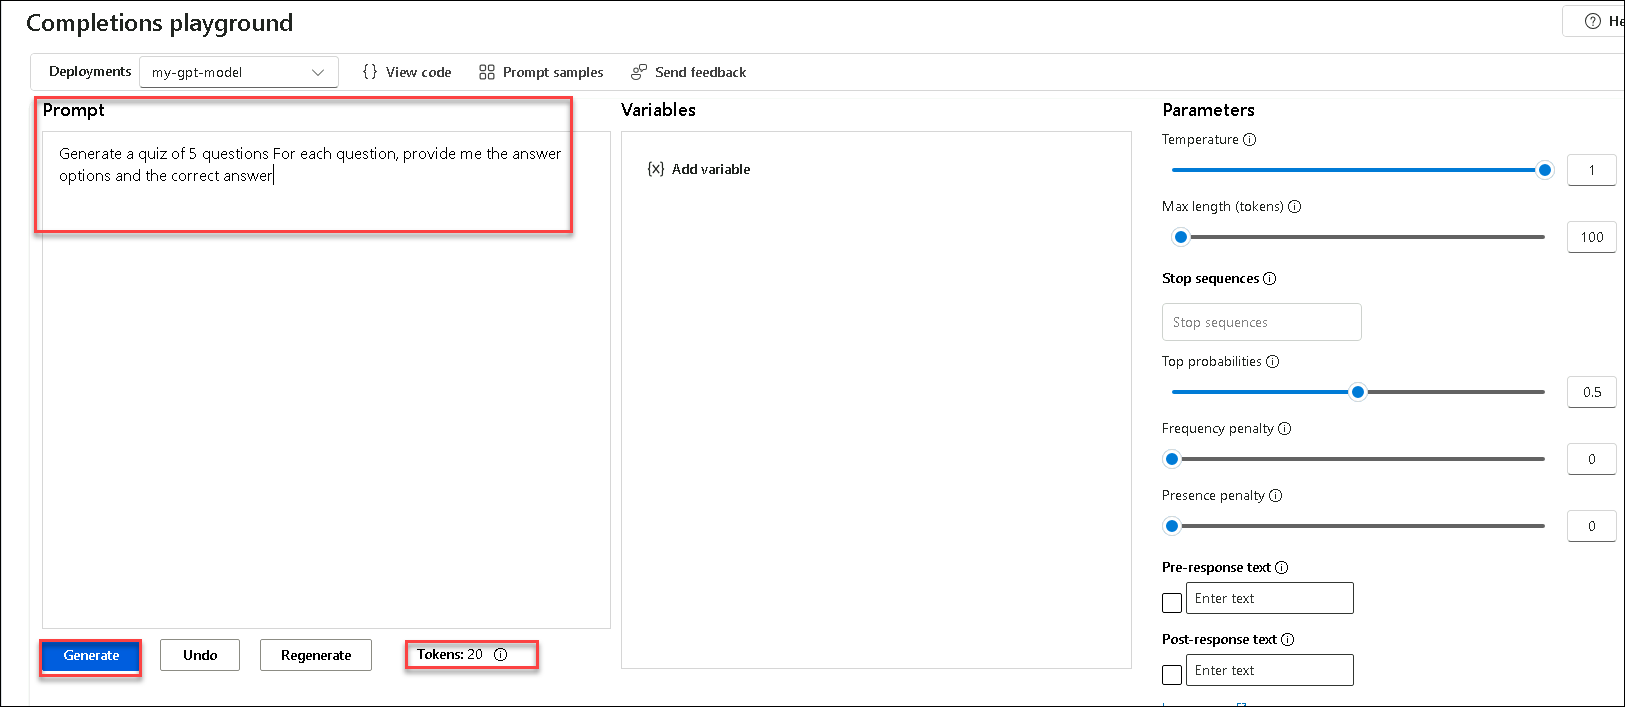 Completions playground
He
Deployments my-gpt-model {} View code Prompt samples Send feedback
Prompt
Generate a quiz of 5 questions For each question, provide me the answer
options and the correct answer
Generate Undo Regenerate Tokens: 20
Variables
{x} Add variable
Parameters
Temperature
1
Max length (tokens)
100
Stop sequences
Stop sequences
Top probabilities
0.5
Frequency penalty
0
Presence penalty
0
Pre-response text
Enter text
Post-response text
Enter text